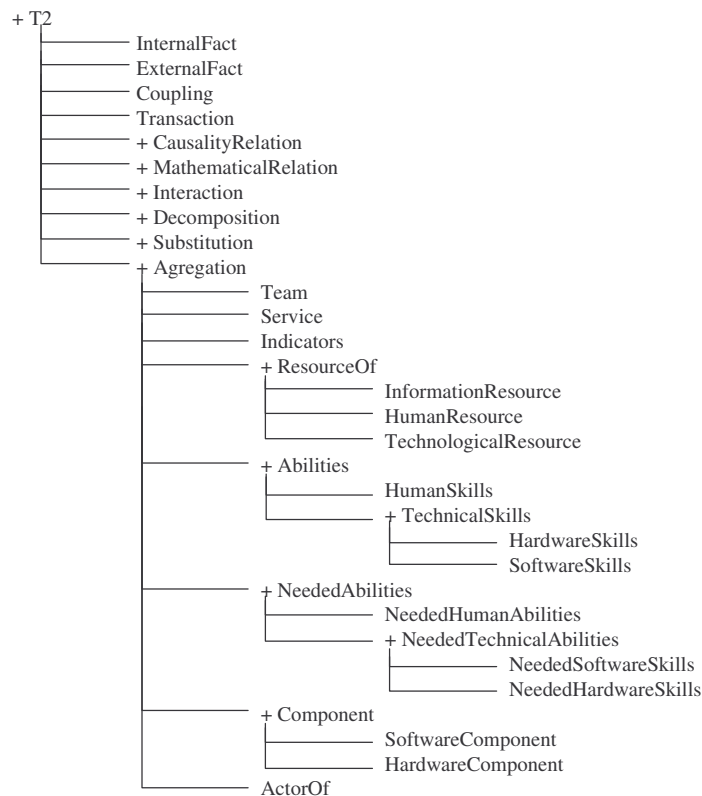 + T2
InternalFact
ExternalFact
Coupling
Transaction
+ CausalityRelation
+ MathematicalRelation
+ Interaction
+ Decomposition
+ Substitution
+ Agregation
Team
Service
Indicators
+ ResourceOf
InformationResource
HumanResource
TechnologicalResource
+ Abilities
HumanSkills
+ TechnicalSkills
HardwareSkills
SoftwareSkills
+ NeededAbilities
NeededHumanAbilities
+ NeededTechnicalAbilities
NeededSoftwareSkills
NeededHardwareSkills
+ Component
SoftwareComponent
HardwareComponent
ActorOf